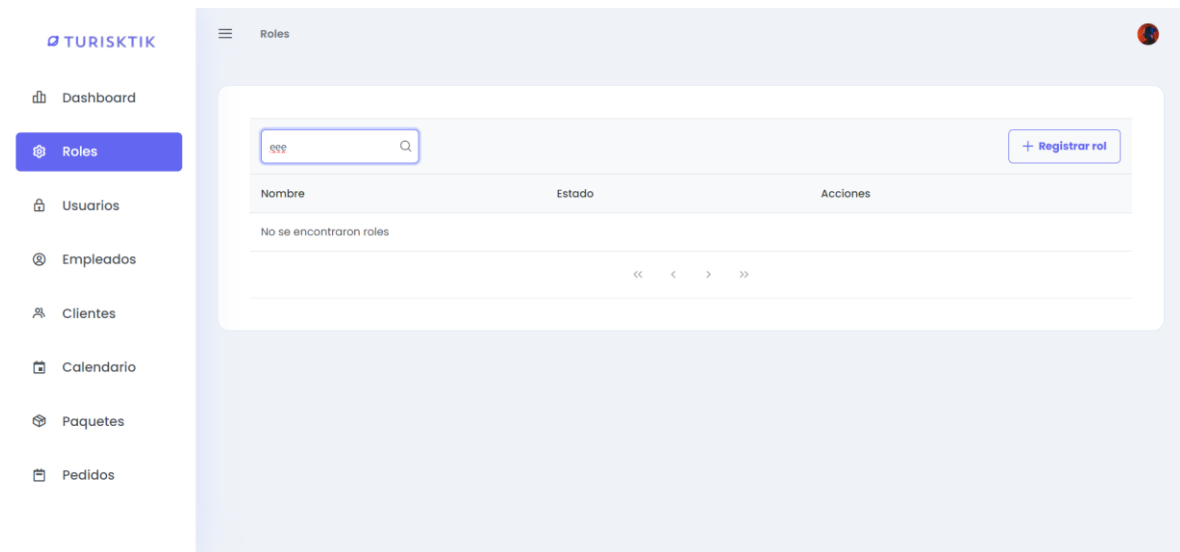 TURISKTIK
Roles
Dashboard
Roles
Usuarios
Empleados
Clientes
Calendario
Paquetes
Pedidos
eee
+ Registrar rol
Nombre Estado Acciones
No se encontraron roles
<< < > >>